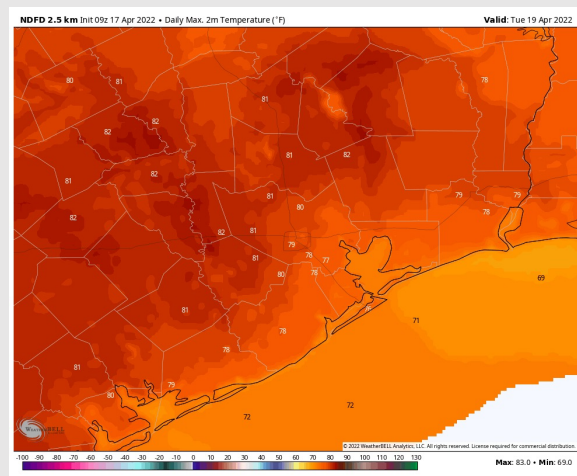 NDFD 2.5 km Init 09z 17 Apr 2022 • Daily Max. 2m Temperature (°F)
Valid: Tue 19 Apr 2022
80 81 81 78
82 82
81 82
81 82 81 79 79
82 80 78
82 81 79
81 78 77
80 78 69
81 71
78 78
81 79
80
72 72
WeatherBELL
© 2022 WeatherBELL Analytics, LLC. All rights reserved. License required for commercial distribution.
-100 -90 -80 -70 -60 -50 -40 -30 -20 -10 0 10 20 30 40 50 60 70 80 90 100 110 120 130
Max: 83.0 • Min: 69.0